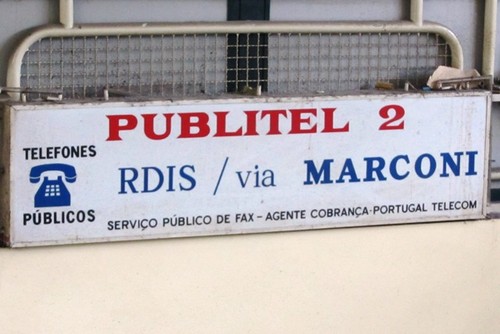 PUBLITEL 2
TELEFONES
PÚBLICOS
RDIS / via MARCONI
SERVIÇO PÚBLICO DE FAX - AGENTE COBRANÇA-PORTUGAL TELECOM